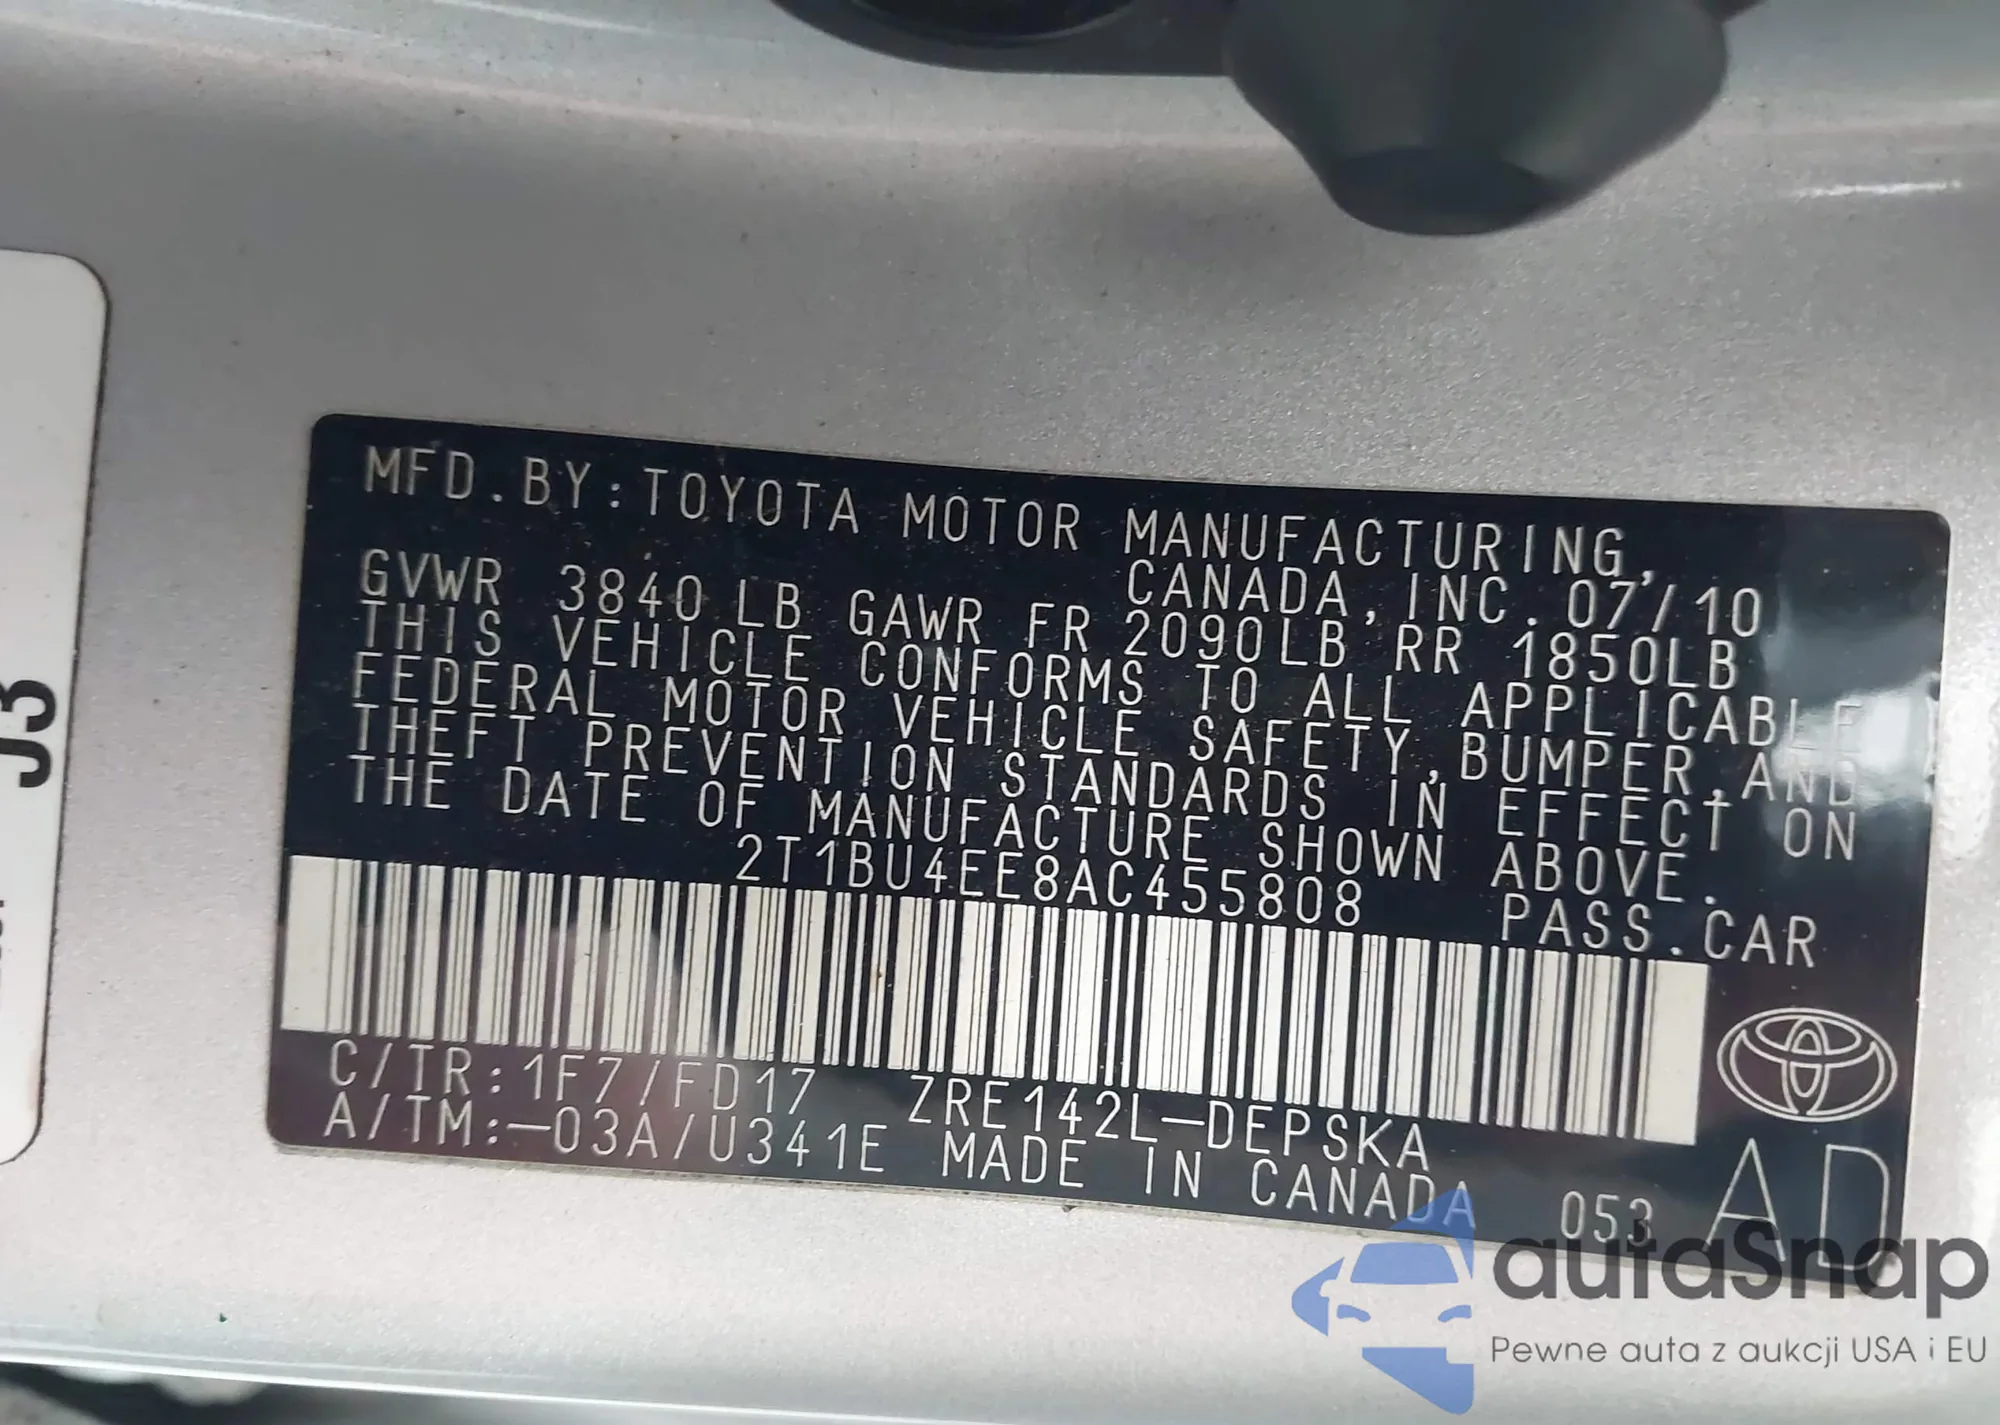 J3
MFD.BY:TOYOTA MOTOR MANUFACTURING,
CANADA,INC.07/10
GVWR 3840LB GAWR FR 2090LB RR 1850LB
THIS VEHICLE CONFORMS TO ALL APPLICABLE
FEDERAL MOTOR VEHICLE SAFETY,BUMPER,AND
THEFT PREVENTION STANDARDS IN EFFECT ON
THE DATE OF MANUFACTURE SHOWN ABOVE.
2T1BU4EE8AC455808 PASS.CAR
C/TR:1F7/FD17 ZRE142L-DEPSKA
A/TM:-03A/U341E MADE IN CANADA 053 AD
autaSnap
Pewne auta z aukcji USA i EU